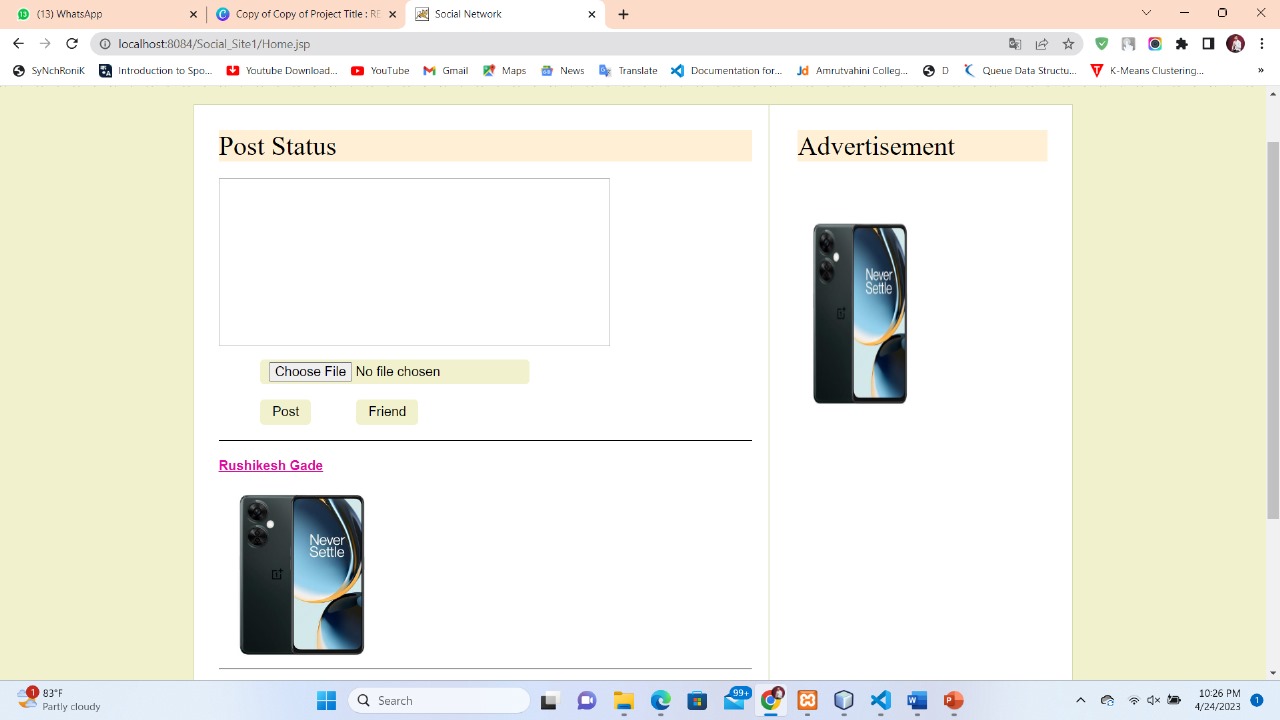 13
(13) WhatsApp
Copy of Copy of Project Title : RE
Social Network
localhost:8084/Social_Site1/Home.jsp
SyNchRoniK
Introduction to Spo...
Youtube Download...
YouTube
Gmail
Maps
News
Translate
Documentation for...
Amrutvahini Colleg...
D
Queue Data Structu...
K-Means Clustering...
»
Post Status
Advertisement
Never
Settle
Choose File No file chosen
Post
Friend
Rushikesh Gade
Never
Settle
1
83°F
Partly cloudy
Search
99+
10:26 PM
4/24/2023
1